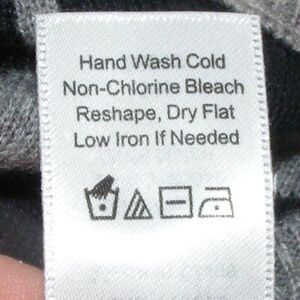 Hand Wash Cold
Non-Chlorine Bleach
Reshape, Dry Flat
Low Iron If Needed